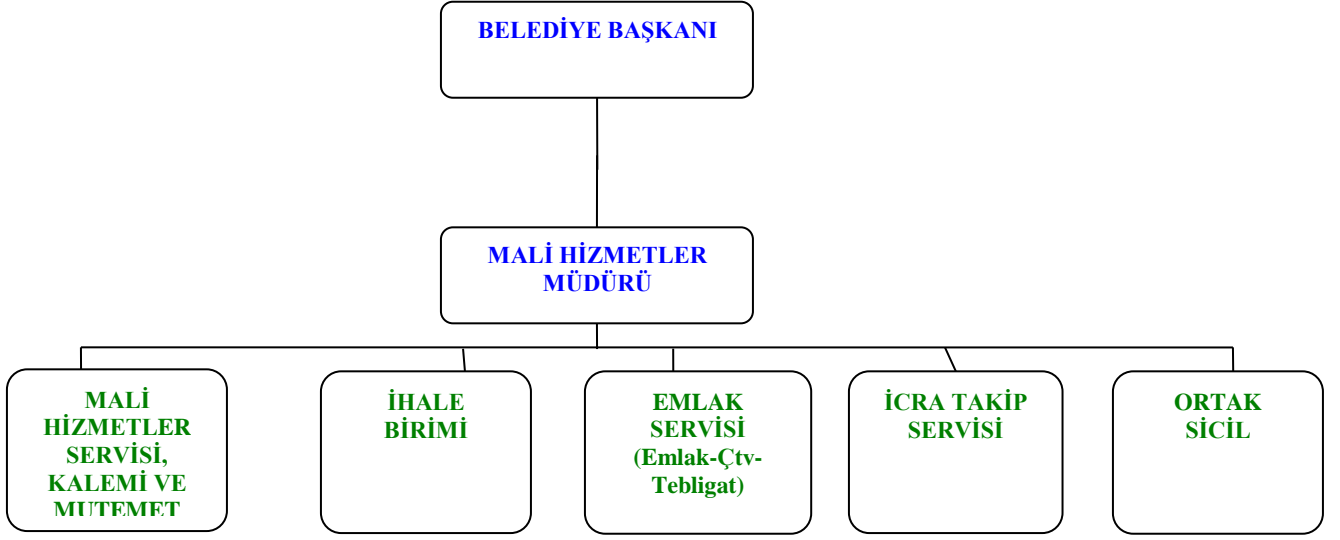 BELEDİYE BAŞKANI
MALİ HİZMETLER
MÜDÜRÜ
MALİ
HİZMETLER
SERVİSİ,
KALEMİ VE
MUTEMET
İHALE
BİRİMİ
EMLAK
SERVİSİ
(Emlak-Çtv-
Tebligat)
İCRA TAKİP
SERVİSİ
ORTAK
SİCİL